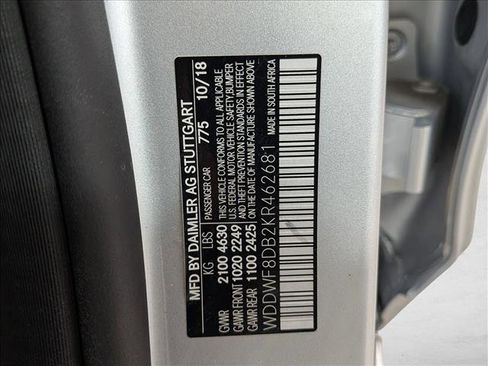 MFD BY DAIMLER AG STUTTGART
PASSENGER CAR 775 10/18
KG LBS
GVWR 2100 4630
GAWR FRONT 1020 2249
GAWR REAR 1100 2425
THIS VEHICLE CONFORMS TO ALL APPLICABLE
U.S. FEDERAL MOTOR VEHICLE SAFETY,BUMPER
AND THEFT PREVENTION STANDARDS IN EFFECT
ON THE DATE OF MANUFACTURE SHOWN ABOVE
WDDWF8DB2KR462681
MADE IN SOUTH AFRICA